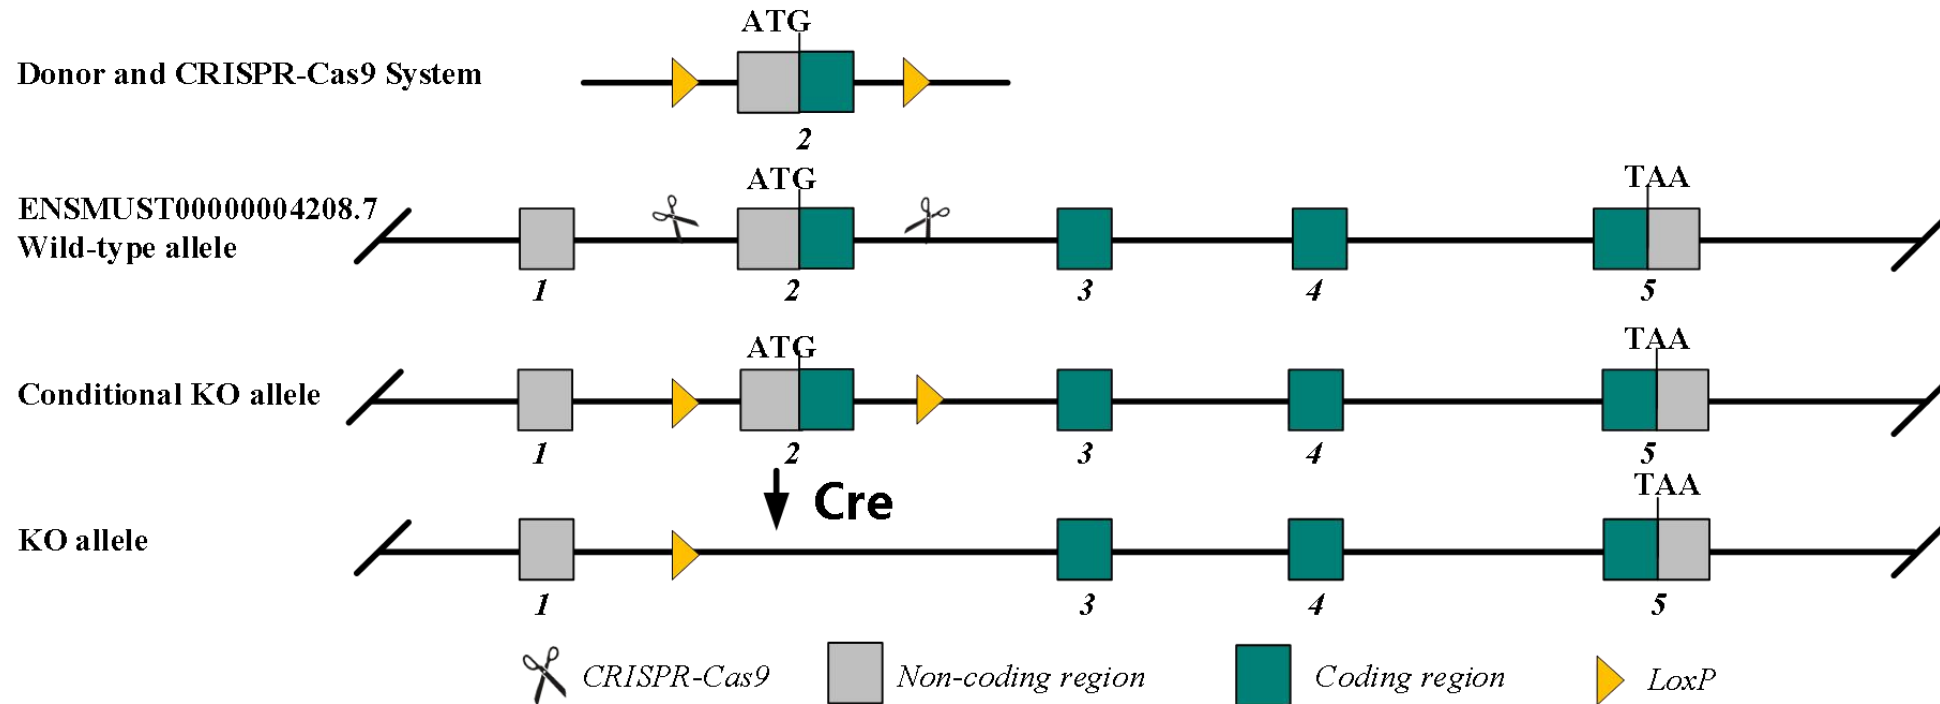 ATG
Donor and CRISPR-Cas9 System
2
ATG
TAA
ENSMUST00000004208.7
Wild-type allele
1 2 3 4 5
ATG
TAA
Conditional KO allele
1 2 3 4 5
Cre
TAA
KO allele
1 3 4 5
CRISPR-Cas9 Non-coding region Coding region LoxP